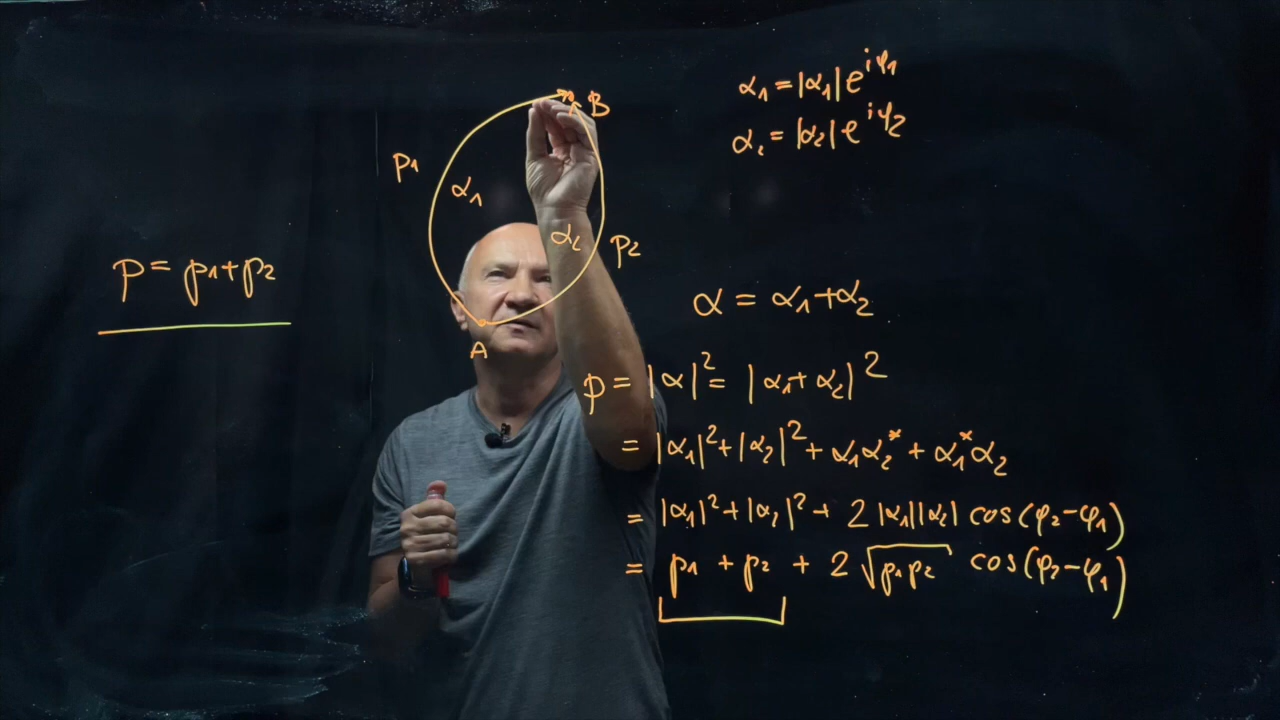 p = p₁+p₂
p₁
α₁
B
α₂
p₂
A
α₁ = |α₁| e^{iφ₁}
α₂ = |α₂| e^{iφ₂}
α = α₁+α₂
p = |α|² = |α₁+α₂|²
= |α₁|²+|α₂|²+ α₁α₂* + α₁*α₂
= |α₁|²+|α₂|²+ 2|α₁||α₂| cos(φ₂-φ₁)
= p₁ + p₂ + 2√p₁p₂ cos(φ₂-φ₁)